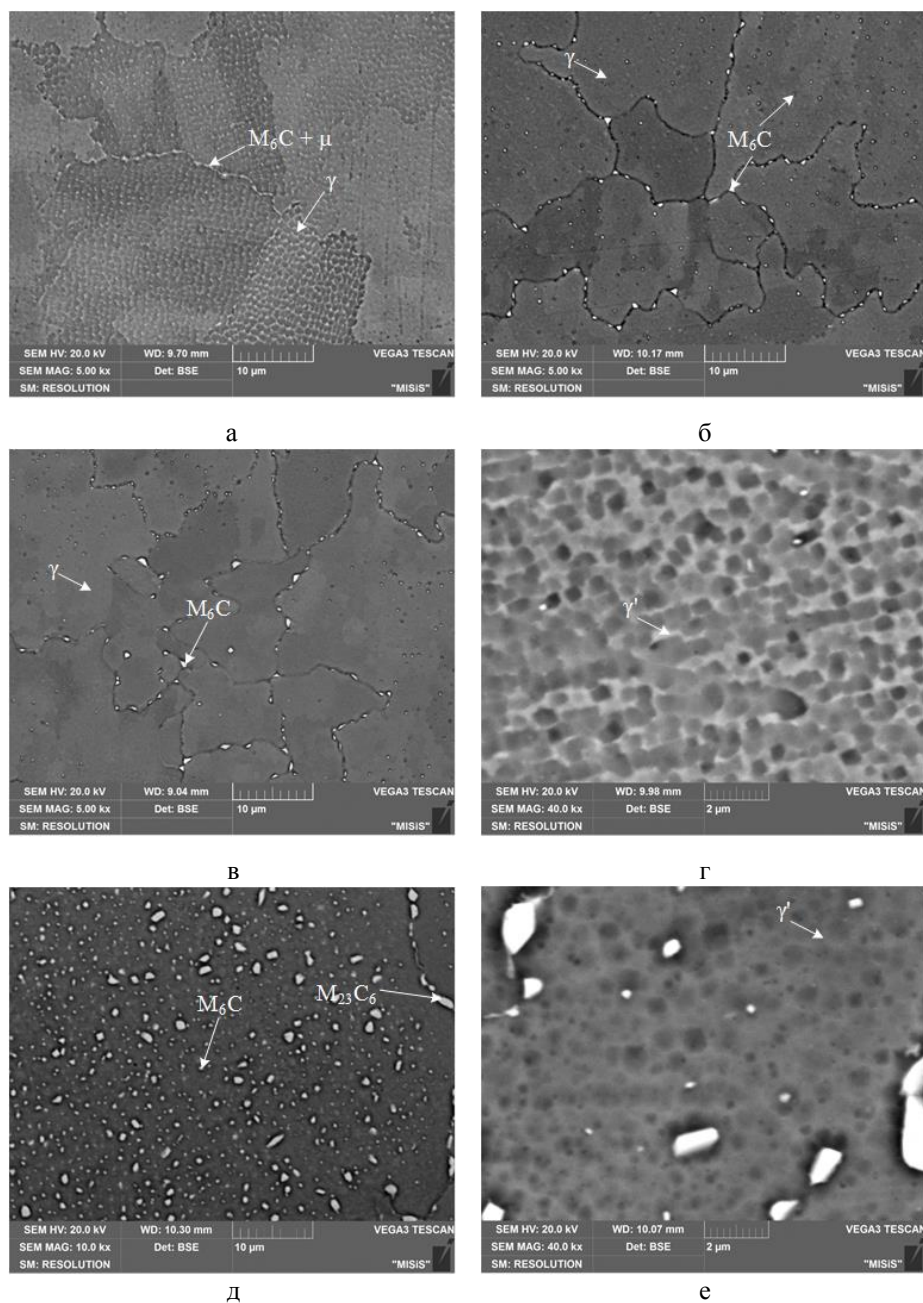 M₆C + μ
γ
SEM HV: 20.0 kV WD: 9.70 mm VEGA3 TESCAN
SEM MAG: 5.00 kx Det: BSE 10 µm
SM: RESOLUTION "MISiS"
а
γ
M₆C
SEM HV: 20.0 kV WD: 10.17 mm VEGA3 TESCAN
SEM MAG: 5.00 kx Det: BSE 10 µm
SM: RESOLUTION "MISiS"
б
γ
M₆C
SEM HV: 20.0 kV WD: 9.04 mm VEGA3 TESCAN
SEM MAG: 5.00 kx Det: BSE 10 µm
SM: RESOLUTION "MISiS"
в
γ'
SEM HV: 20.0 kV WD: 9.98 mm VEGA3 TESCAN
SEM MAG: 40.0 kx Det: BSE 2 µm
SM: RESOLUTION "MISiS"
г
M₆C
M₂₃C₆
SEM HV: 20.0 kV WD: 10.30 mm VEGA3 TESCAN
SEM MAG: 10.0 kx Det: BSE 10 µm
SM: RESOLUTION "MISiS"
д
γ'
SEM HV: 20.0 kV WD: 10.07 mm VEGA3 TESCAN
SEM MAG: 40.0 kx Det: BSE 2 µm
SM: RESOLUTION "MISiS"
е